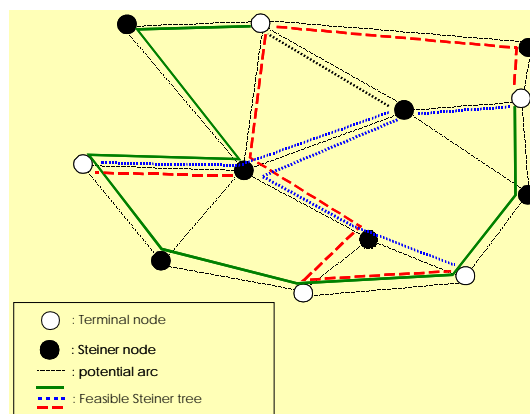 : Terminal node
: Steiner node
: potential arc
: Feasible Steiner tree